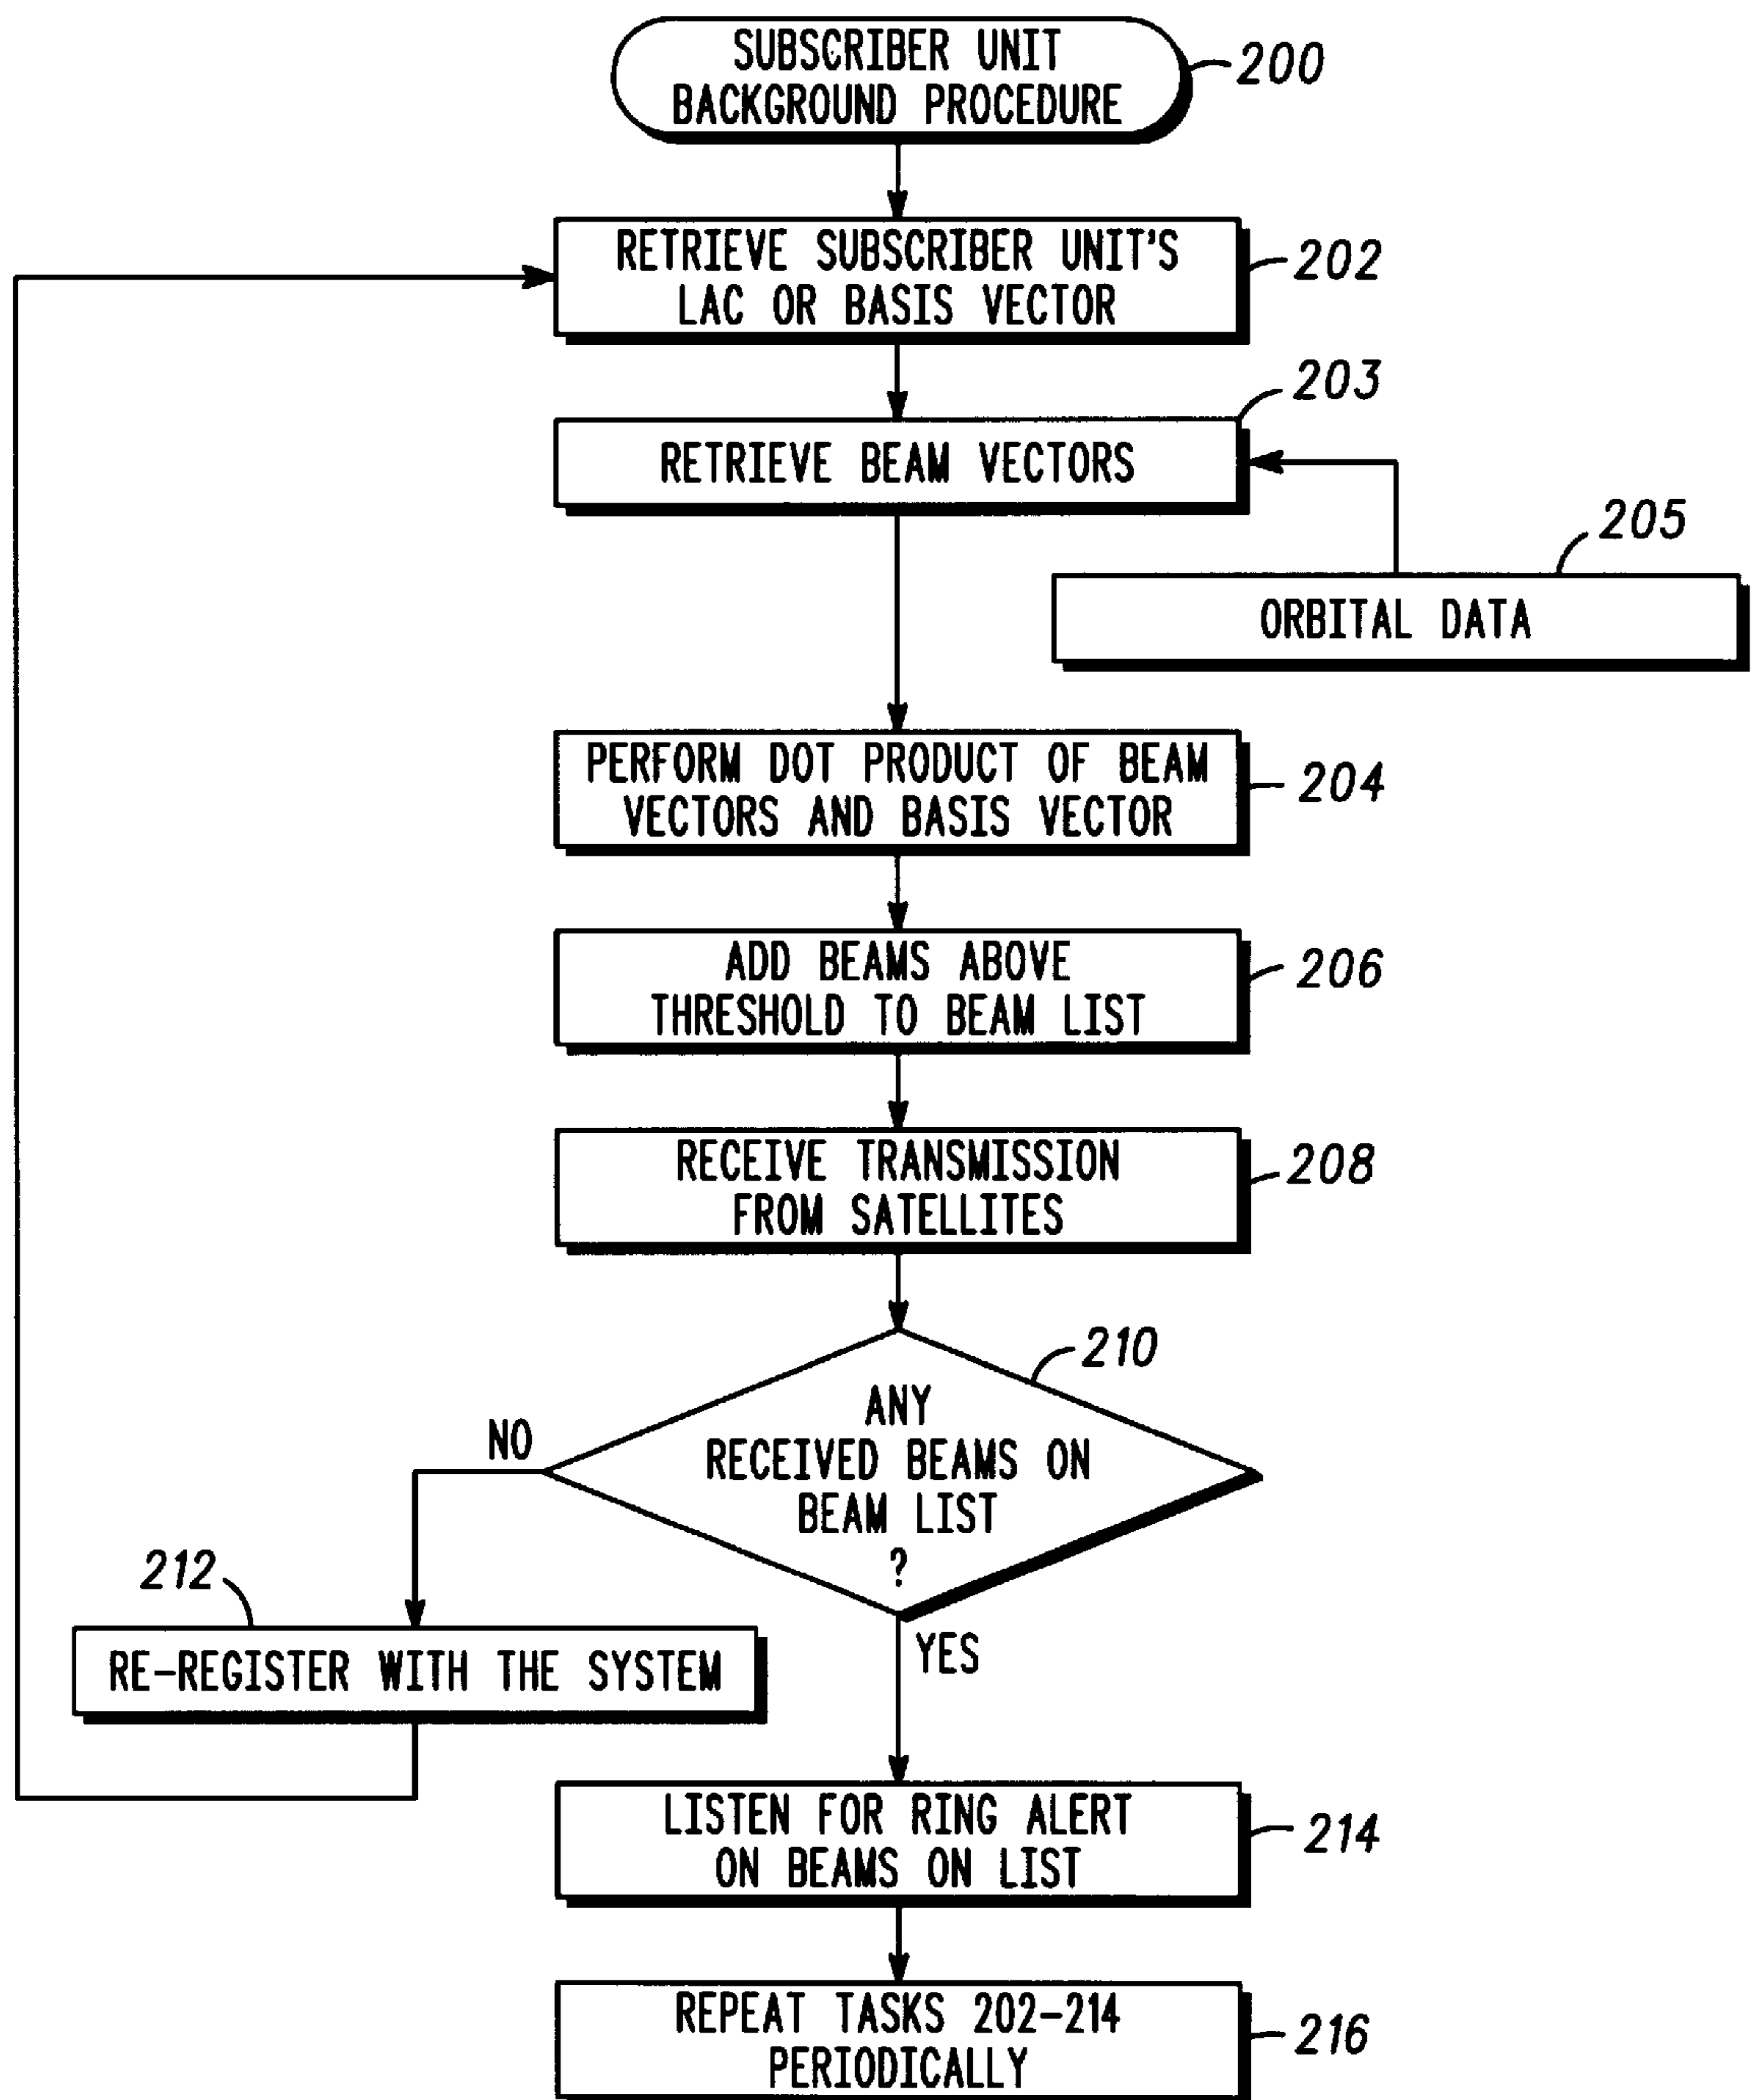 SUBSCRIBER UNIT
BACKGROUND PROCEDURE
200
RETRIEVE SUBSCRIBER UNIT'S
LAC OR BASIS VECTOR
202
203
RETRIEVE BEAM VECTORS
205
ORBITAL DATA
PERFORM DOT PRODUCT OF BEAM
VECTORS AND BASIS VECTOR
204
ADD BEAMS ABOVE
THRESHOLD TO BEAM LIST
206
RECEIVE TRANSMISSION
FROM SATELLITES
208
210
ANY
RECEIVED BEAMS ON
BEAM LIST
?
NO
212
RE-REGISTER WITH THE SYSTEM
YES
LISTEN FOR RING ALERT
ON BEAMS ON LIST
214
REPEAT TASKS 202-214
PERIODICALLY
216